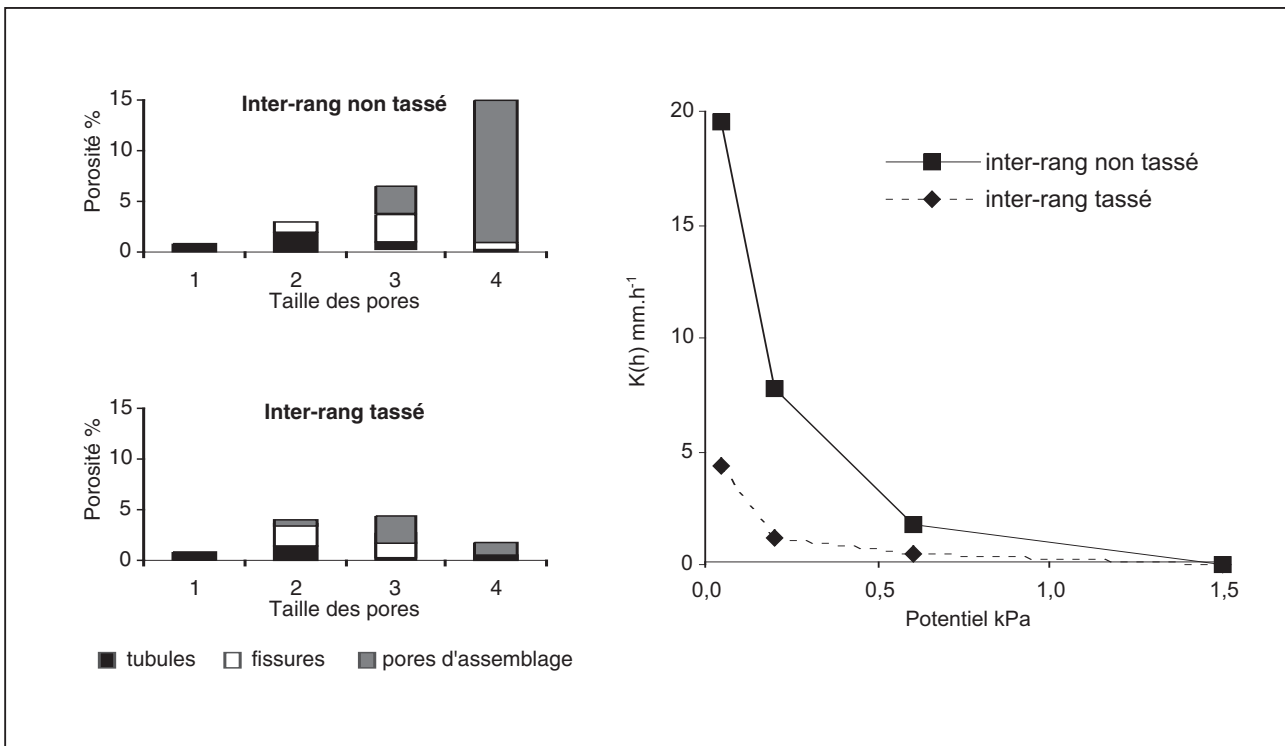 Inter-rang non tassé
Porosité %
15
10
5
0
1 2 3 4
Taille des pores
Inter-rang tassé
Porosité %
15
10
5
0
1 2 3 4
Taille des pores
tubules fissures pores d'assemblage
K(h) mm.h-1
20
15
10
5
0
0,0 0,5 1,0 1,5
Potentiel kPa
inter-rang non tassé
inter-rang tassé